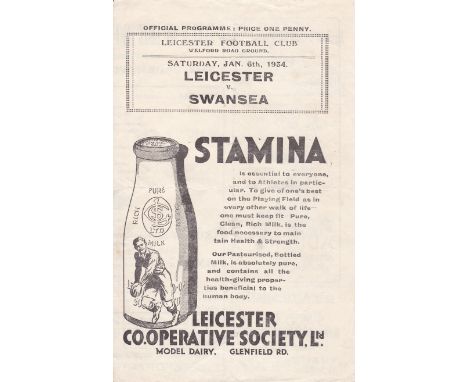 OFFICIAL PROGRAMME: PRICE ONE PENNY.
LEICESTER FOOTBALL CLUB
WELFORD ROAD GROUND.
SATURDAY, JAN. 6th, 1934.
LEICESTER
v.
SWANSEA
STAMINA
is essential to everyone,
and to Athletes in partic-
ular. To give of one's best
on the Playing Field as in
every other walk of life
one must keep fit Pure,
Clean, Rich Milk, is the
food necessary to main
tain Health & Strength.
Our Pasteurised, Bottled
Milk, is absolutely pure,
and contains all the
health-giving proper-
ties beneficial to the
human body.
PURE
RICH
LTD
MILK
LEICESTER
CO.OPERATIVE SOCIETY, LD.
MODEL DAIRY. GLENFIELD RD.